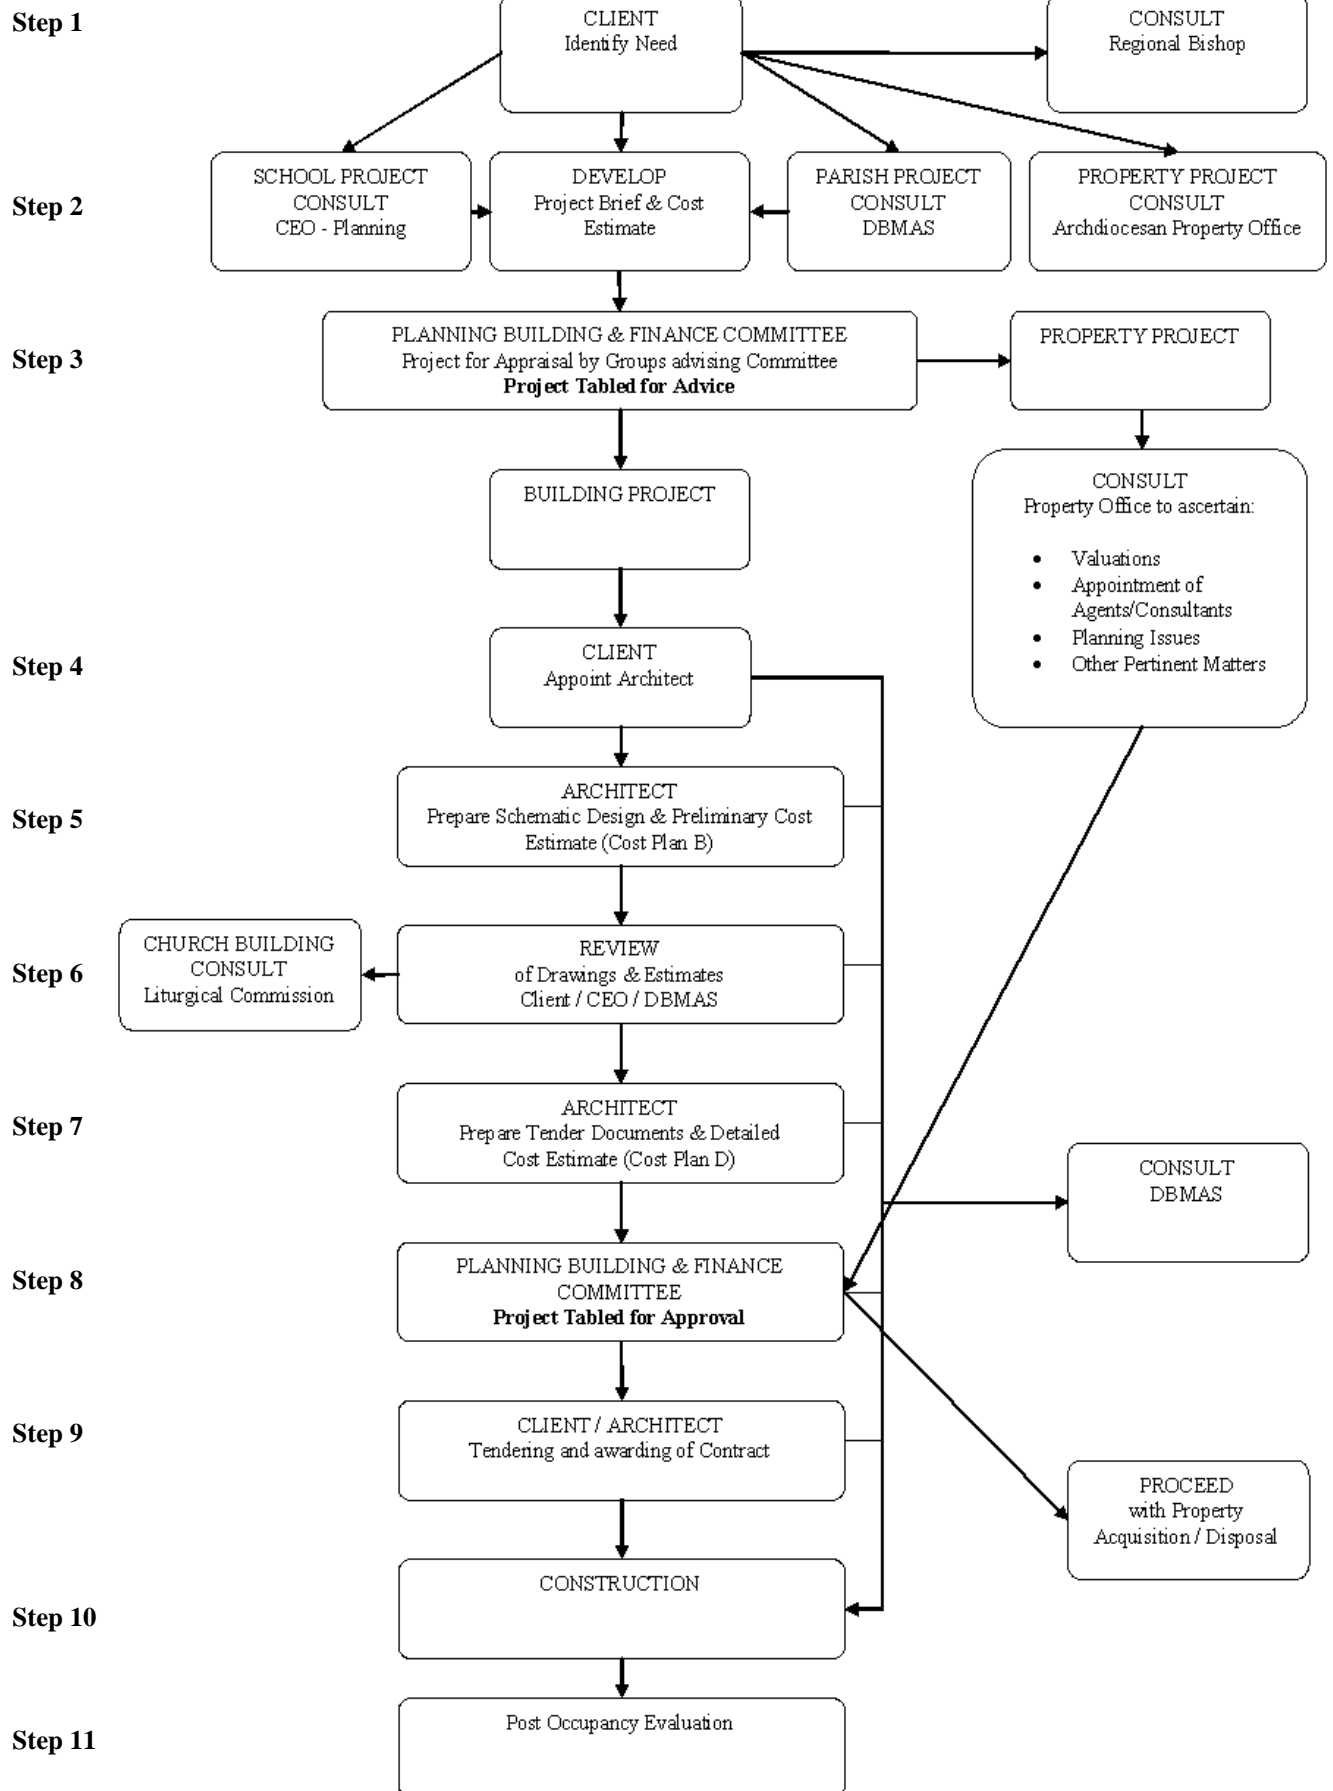 Step 1
CLIENT
Identify Need
CONSULT
Regional Bishop
Step 2
SCHOOL PROJECT
CONSULT
CEO - Planning
DEVELOP
Project Brief & Cost
Estimate
PARISH PROJECT
CONSULT
DBMAS
PROPERTY PROJECT
CONSULT
Archdiocesan Property Office
Step 3
PLANNING BUILDING & FINANCE COMMITTEE
Project for Appraisal by Groups advising Committee
Project Tabled for Advice
PROPERTY PROJECT
BUILDING PROJECT
CONSULT
Property Office to ascertain:
• Valuations
• Appointment of
Agents/Consultants
• Planning Issues
• Other Pertinent Matters
Step 4
CLIENT
Appoint Architect
Step 5
ARCHITECT
Prepare Schematic Design & Preliminary Cost
Estimate (Cost Plan B)
Step 6
CHURCH BUILDING
CONSULT
Liturgical Commission
REVIEW
of Drawings & Estimates
Client / CEO / DBMAS
Step 7
ARCHITECT
Prepare Tender Documents & Detailed
Cost Estimate (Cost Plan D)
CONSULT
DBMAS
Step 8
PLANNING BUILDING & FINANCE
COMMITTEE
Project Tabled for Approval
Step 9
CLIENT / ARCHITECT
Tendering and awarding of Contract
PROCEED
with Property
Acquisition / Disposal
Step 10
CONSTRUCTION
Step 11
Post Occupancy Evaluation